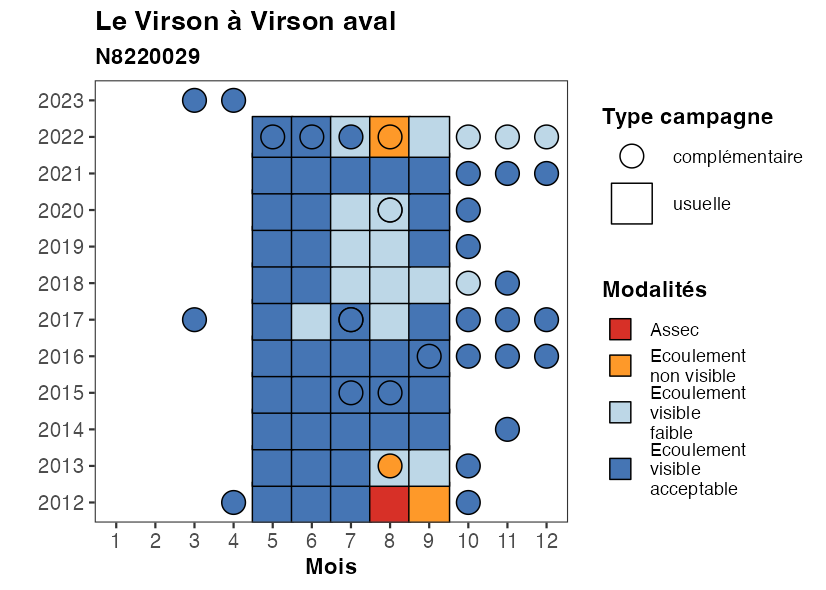 Le Virson à Virson aval
N8220029
2023
2022
2021
2020
2019
2018
2017
2016
2015
2014
2013
2012
1 2 3 4 5 6 7 8 9 10 11 12
Mois
Type campagne
complémentaire
usuelle
Modalités
Assec
Ecoulement
non visible
Ecoulement
visible
faible
Ecoulement
visible
acceptable